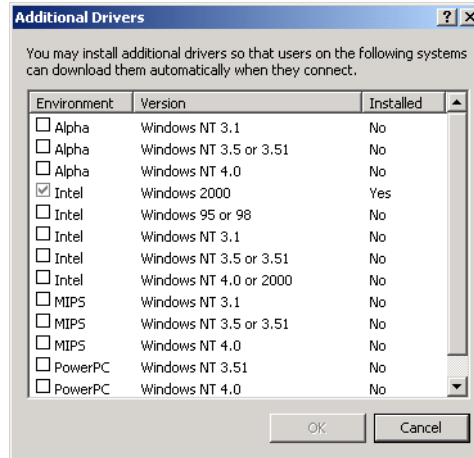 Additional Drivers
You may install additional drivers so that users on the following systems
can download them automatically when they connect.
Environment Version Installed
Alpha Windows NT 3.1 No
Alpha Windows NT 3.5 or 3.51 No
Alpha Windows NT 4.0 No
Intel Windows 2000 Yes
Intel Windows 95 or 98 No
Intel Windows NT 3.1 No
Intel Windows NT 3.5 or 3.51 No
Intel Windows NT 4.0 or 2000 No
MIPS Windows NT 3.1 No
MIPS Windows NT 3.5 or 3.51 No
MIPS Windows NT 4.0 No
PowerPC Windows NT 3.51 No
PowerPC Windows NT 4.0 No
OK Cancel